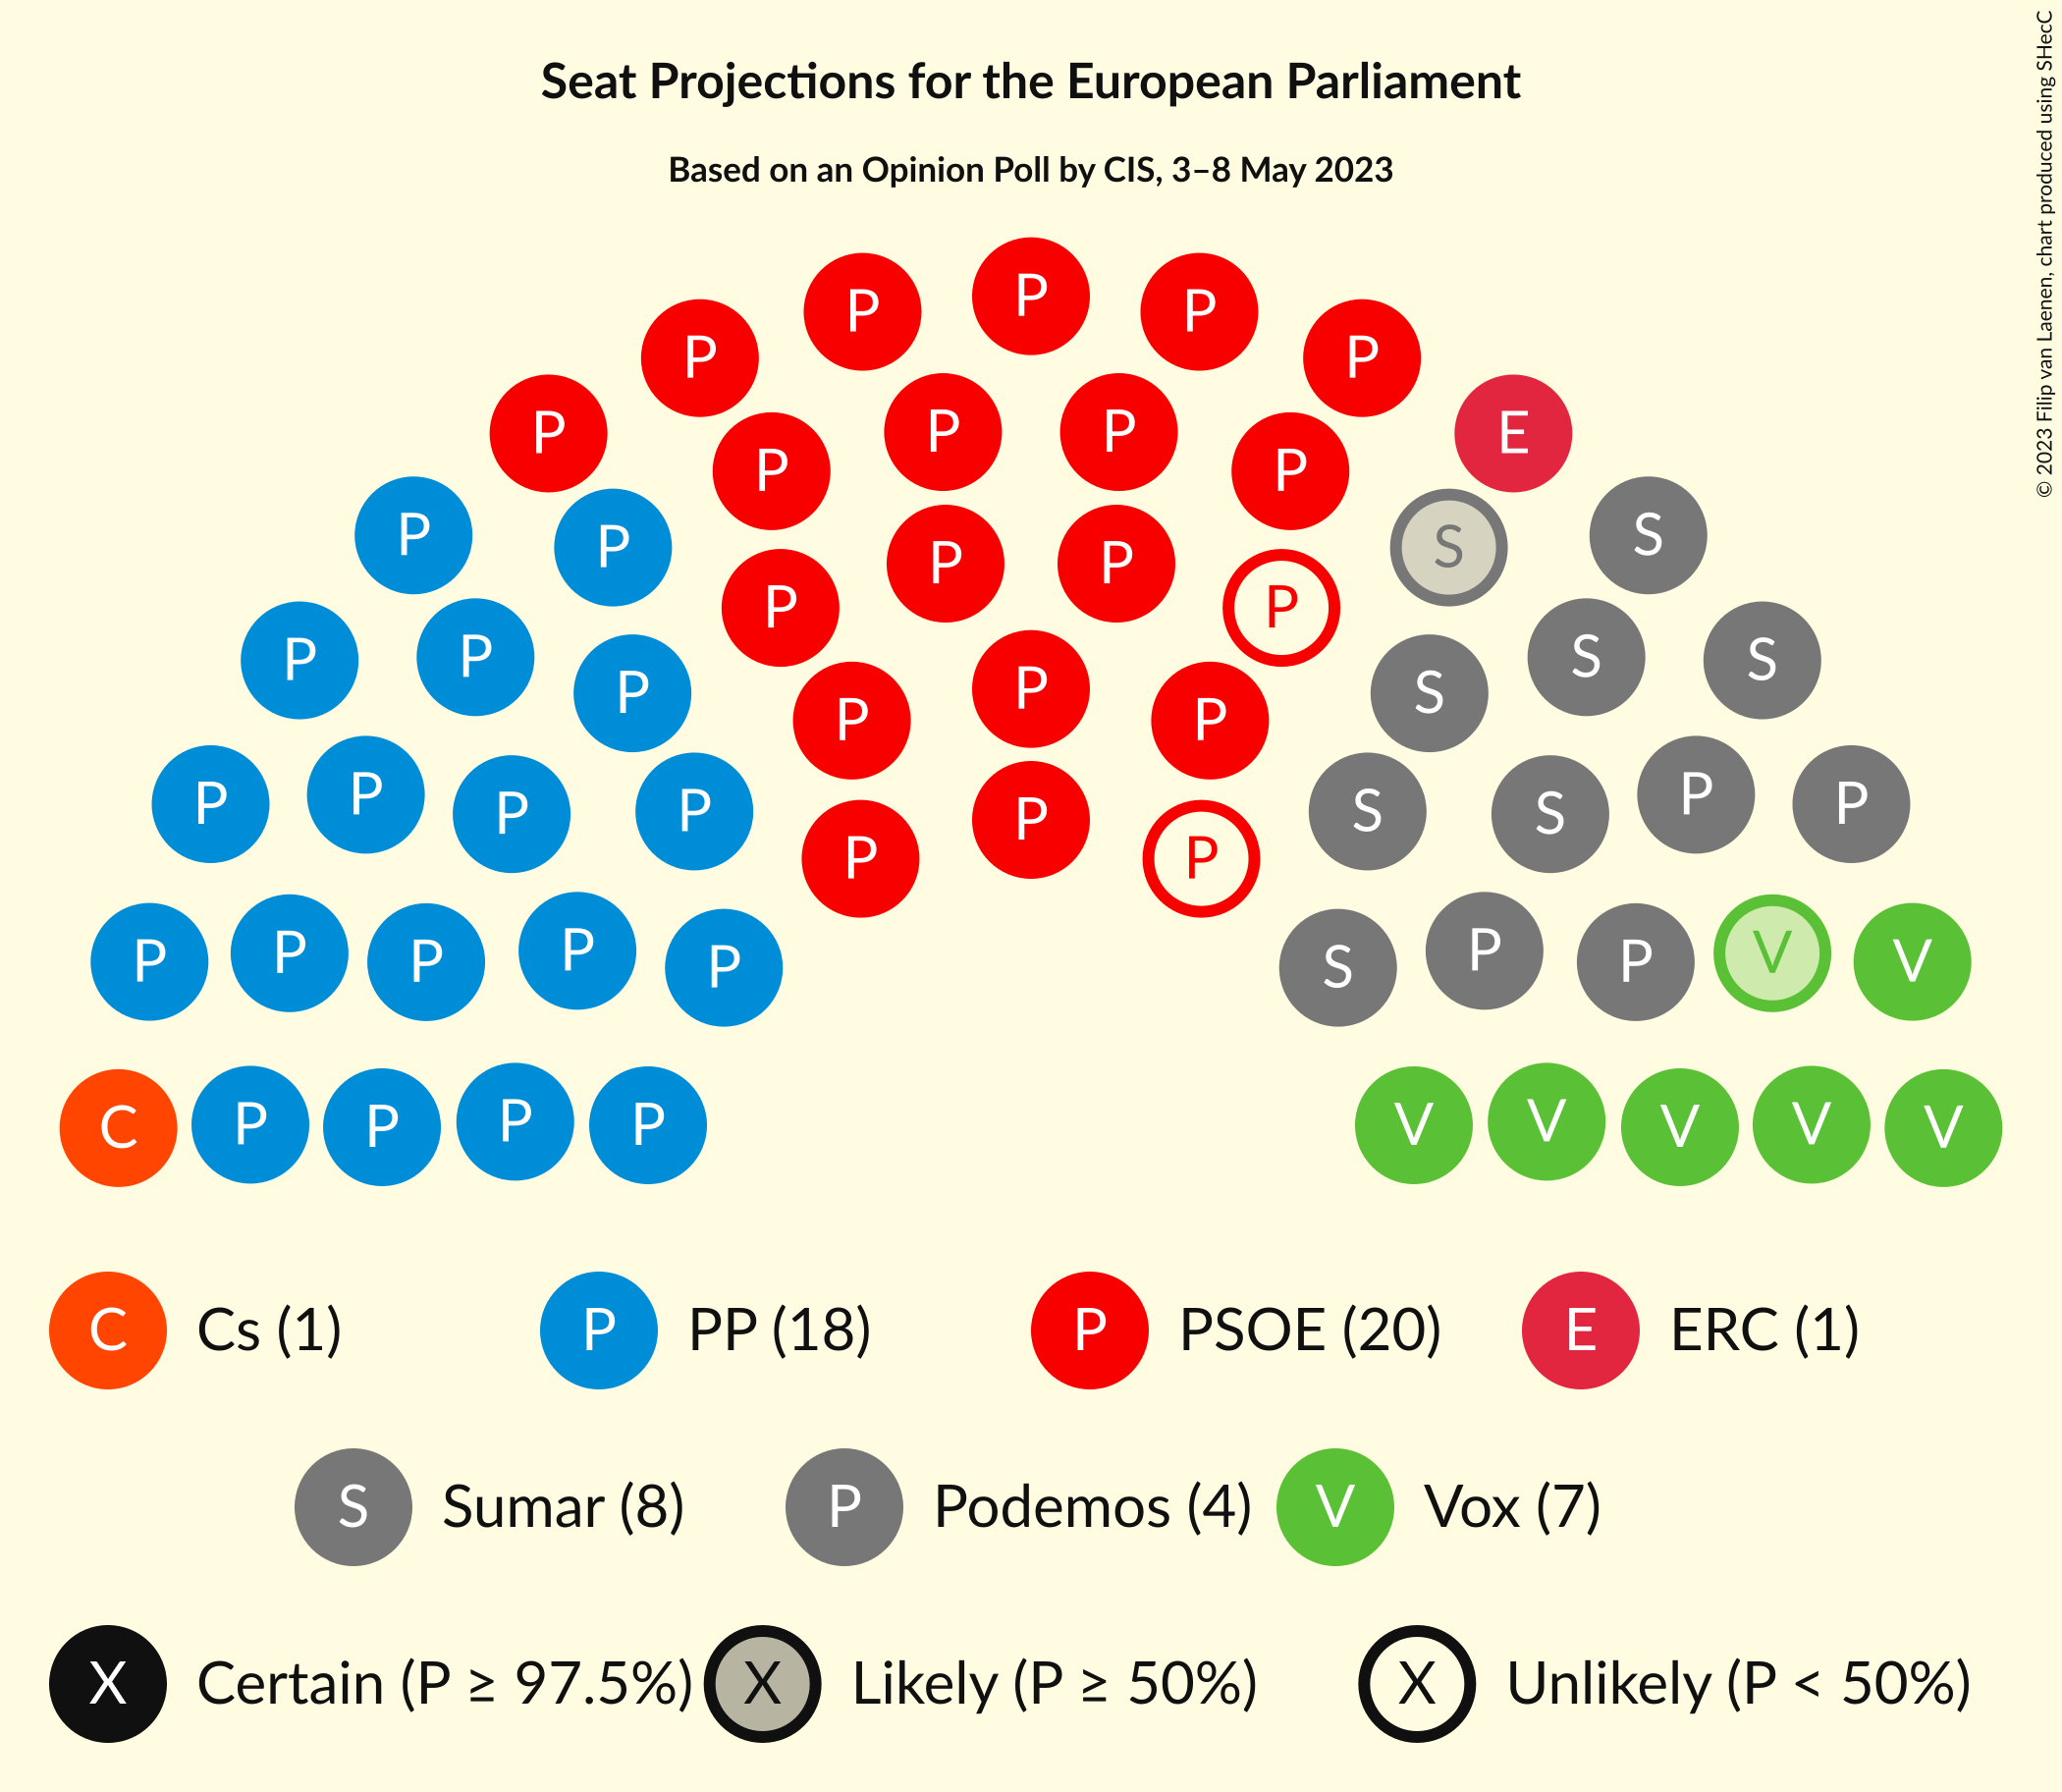 Seat Projections for the European Parliament
Based on an Opinion Poll by CIS, 3–8 May 2023
© 2023 Filip van Laenen, chart produced using SHecC
P
P P
P P
P P
P E
P P
P P
P P S S
P P
P P
P P S S S
P P S
P P P
P P P P P S S P P
P P P
P P P P P S P P V V
C P P P P V V V V V
C Cs (1) P PP (18) P PSOE (20) E ERC (1)
S Sumar (8) P Podemos (4) V Vox (7)
X Certain (P ≥ 97.5%) X Likely (P ≥ 50%) X Unlikely (P < 50%)